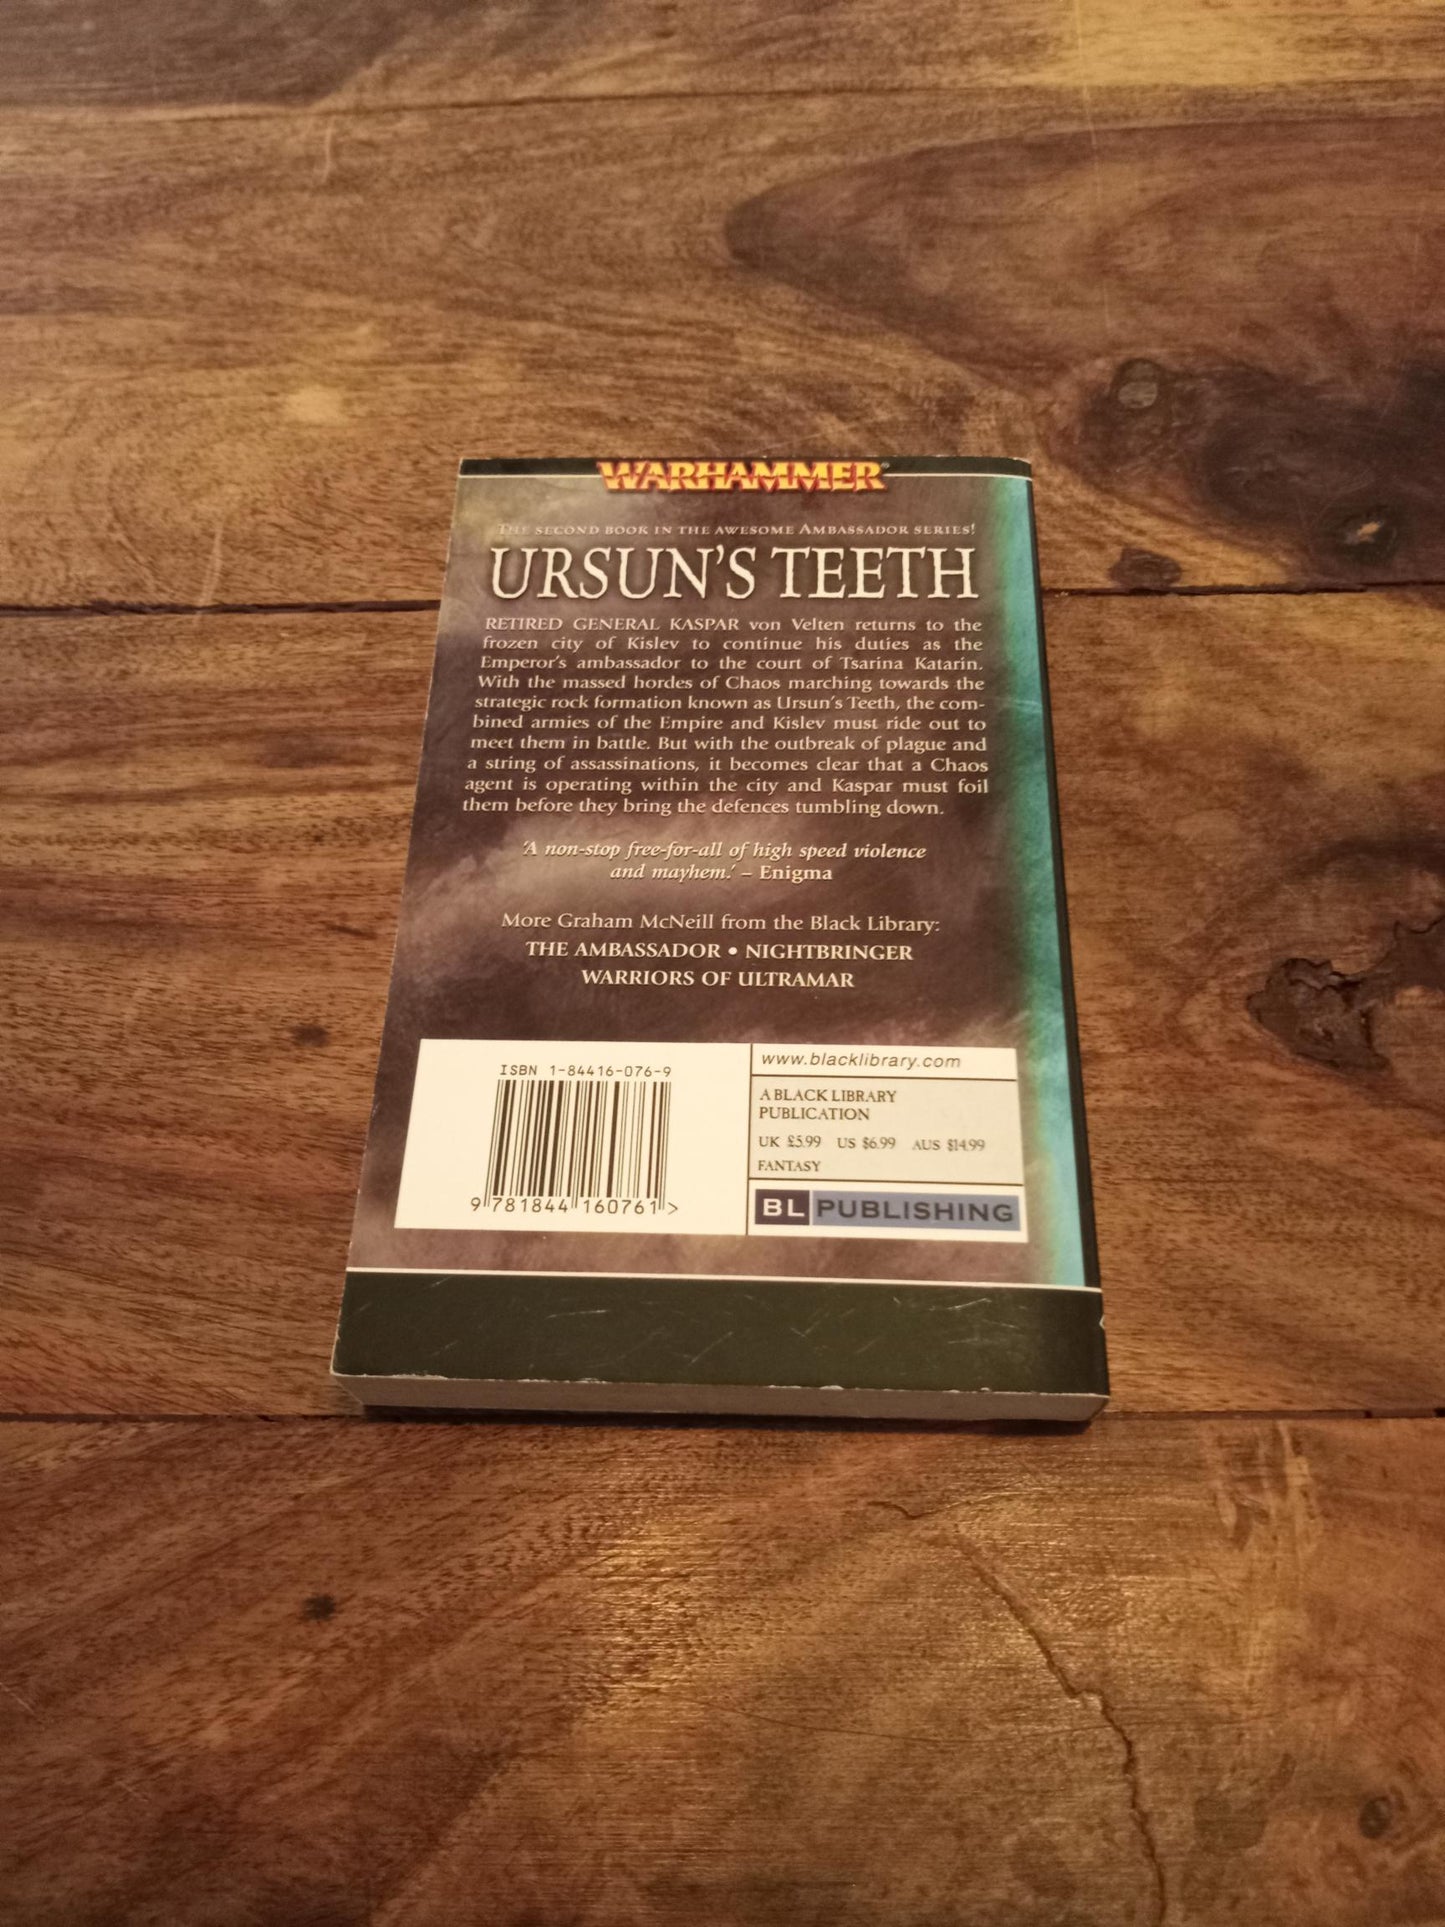 WARHAMMER®
THE SECOND BOOK IN THE AWESOME AMBASSADOR SERIES!
URSUN'S TEETH
RETIRED GENERAL KASPAR von Velten returns to the
frozen city of Kislev to continue his duties as the
Emperor's ambassador to the court of Tsarina Katarin.
With the massed hordes of Chaos marching towards the
strategic rock formation known as Ursun's Teeth, the com-
bined armies of the Empire and Kislev must ride out to
meet them in battle. But with the outbreak of plague and
a string of assassinations, it becomes clear that a Chaos
agent is operating within the city and Kaspar must foil
them before they bring the defences tumbling down.
'A non-stop free-for-all of high speed violence
and mayhem.' – Enigma
More Graham McNeill from the Black Library:
THE AMBASSADOR • NIGHTBRINGER
WARRIORS OF ULTRAMAR
ISBN 1-84416-076-9
9 781844 160761 >
www.blacklibrary.com
A BLACK LIBRARY
PUBLICATION
UK £5.99 US $6.99 AUS $14.99
FANTASY
BL PUBLISHING